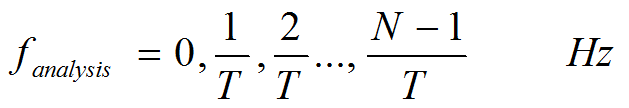 f_analysis = 0, 1/T, 2/T ..., N − 1/T Hz